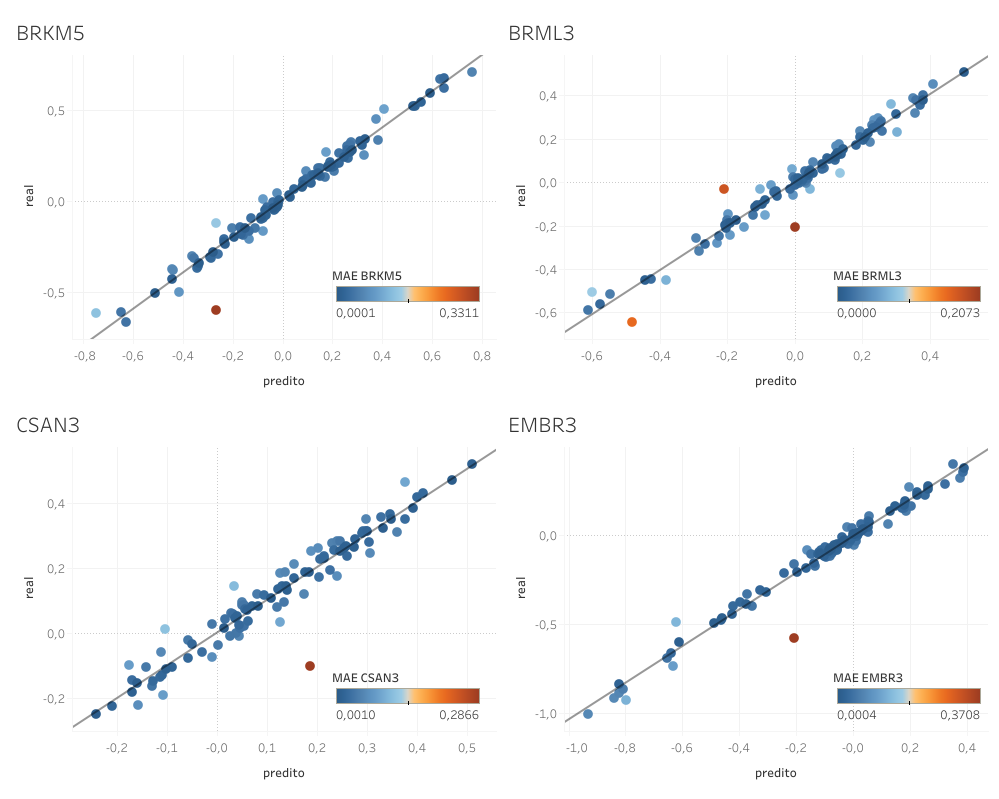 BRKM5
BRML3
0,5
0,0
-0,5
real
MAE BRKM5
0,0001 0,3311
-0,8 -0,6 -0,4 -0,2 0,0 0,2 0,4 0,6 0,8
predito
0,4
0,2
0,0
-0,2
-0,4
-0,6
real
MAE BRML3
0,0000 0,2073
-0,6 -0,4 -0,2 0,0 0,2 0,4
predito
CSAN3
EMBR3
0,4
0,2
0,0
-0,2
real
MAE CSAN3
0,0010 0,2866
-0,2 -0,1 -0,0 0,1 0,2 0,3 0,4 0,5
predito
0,0
-0,5
-1,0
real
MAE EMBR3
0,0004 0,3708
-1,0 -0,8 -0,6 -0,4 -0,2 -0,0 0,2 0,4
predito